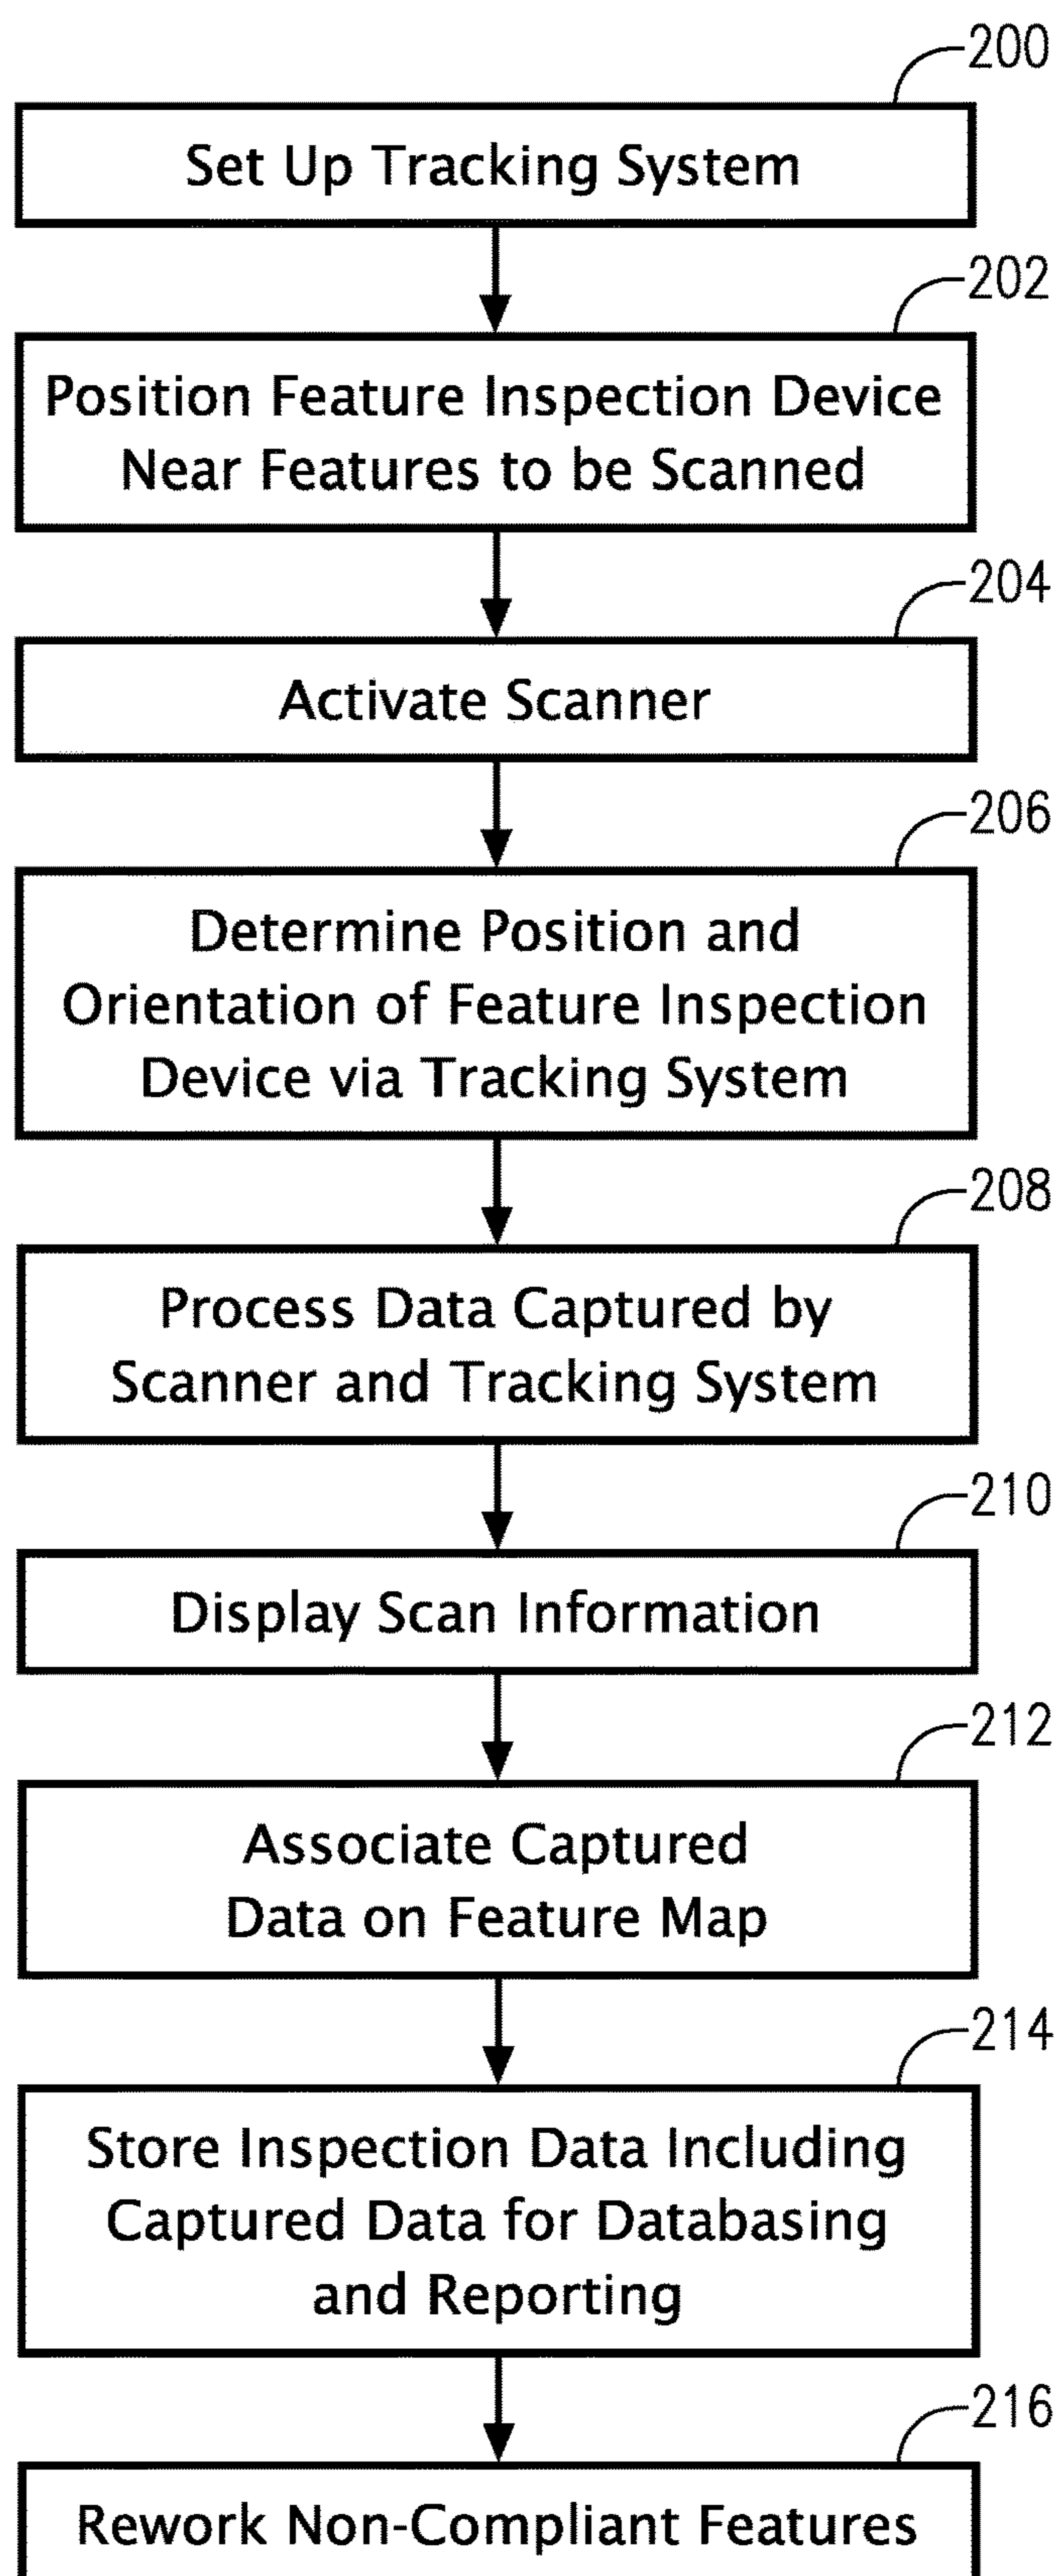 200
Set Up Tracking System
202
Position Feature Inspection Device
Near Features to be Scanned
204
Activate Scanner
206
Determine Position and
Orientation of Feature Inspection
Device via Tracking System
208
Process Data Captured by
Scanner and Tracking System
210
Display Scan Information
212
Associate Captured
Data on Feature Map
214
Store Inspection Data Including
Captured Data for Databasing
and Reporting
216
Rework Non-Compliant Features